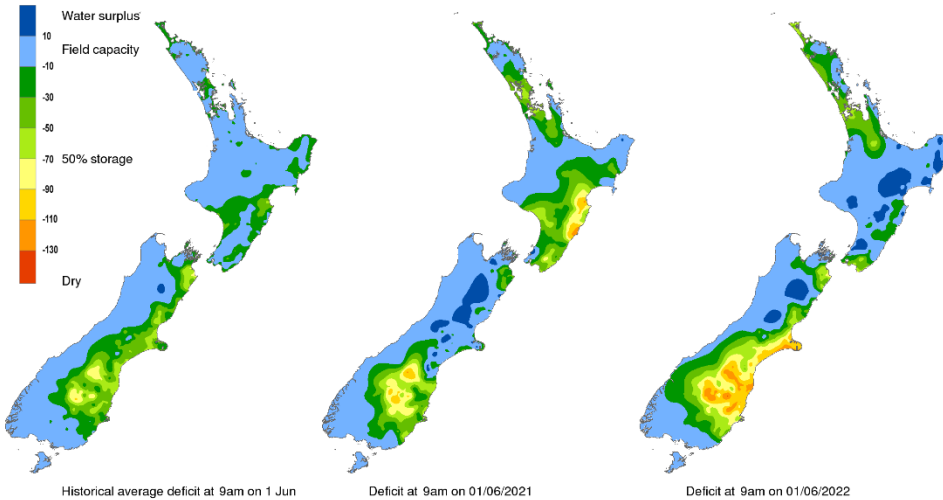 Water surplus
10
Field capacity
-10
-30
-50
50% storage
-70
-90
-110
-130
Dry
Historical average deficit at 9am on 1 Jun
Deficit at 9am on 01/06/2021
Deficit at 9am on 01/06/2022